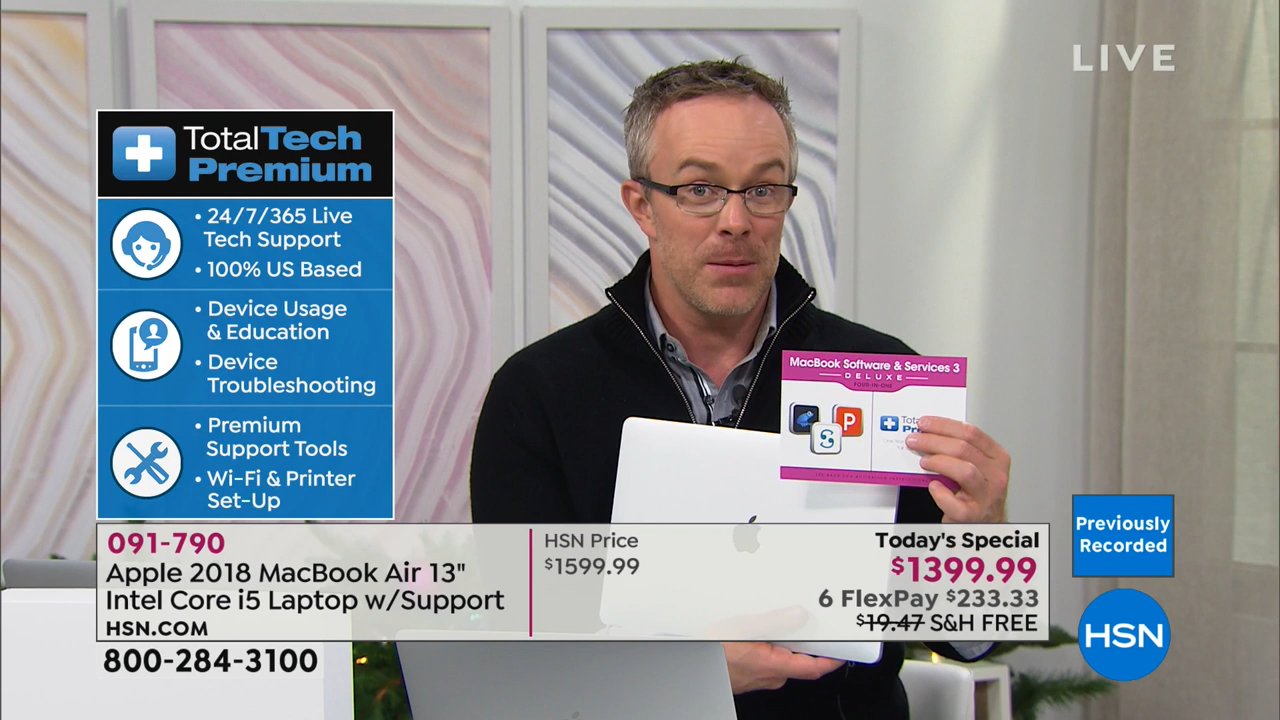 LIVE
TotalTech
Premium
• 24/7/365 Live
Tech Support
• 100% US Based
• Device Usage
& Education
• Device
Troubleshooting
• Premium
Support Tools
• Wi-Fi & Printer
Set-Up
MacBook Software & Services 3
DELUXE
FOUR-IN-ONE
P
S
Previously
Recorded
091-790
Apple 2018 MacBook Air 13"
Intel Core i5 Laptop w/Support
HSN.COM
HSN Price
$1599.99
Today's Special
$1399.99
6 FlexPay $233.33
$19.47 S&H FREE
800-284-3100
HSN